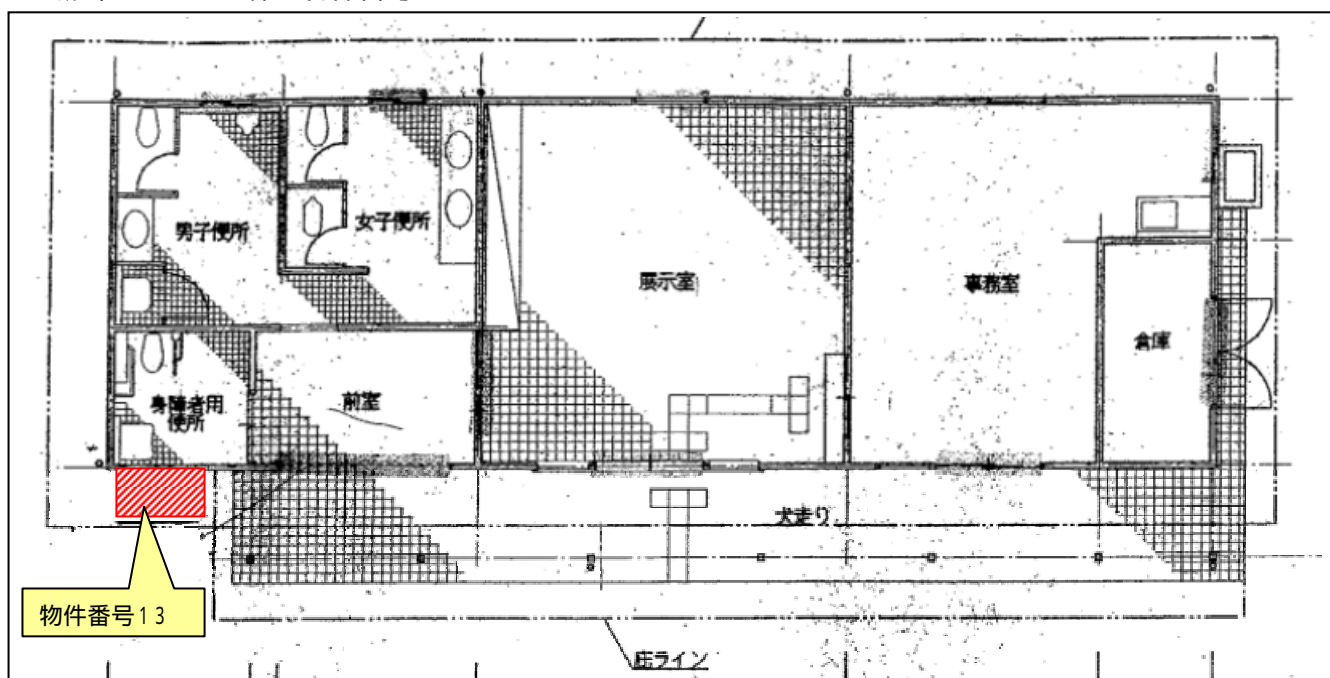 男子便所
女子便所
展示室
事務室
倉庫
身障者用
便所
前室
犬走り
物件番号13
庇ライン